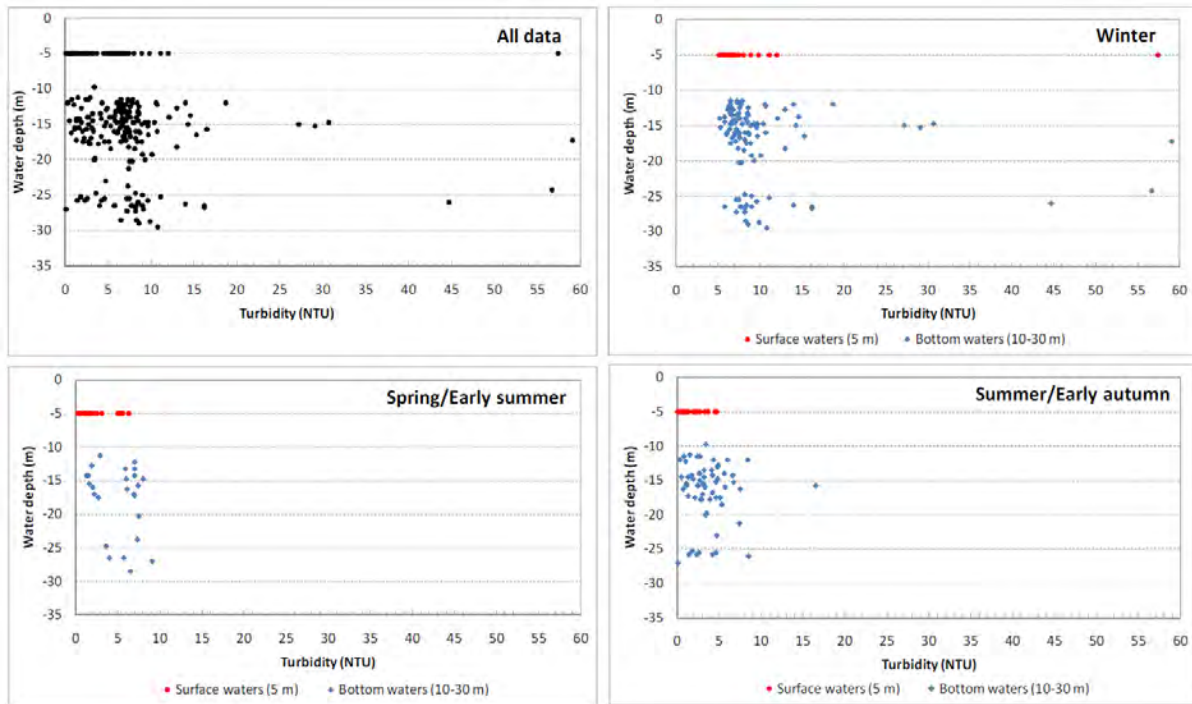 All data
0
-5
-10
-15
-20
-25
-30
-35
Water depth (m)
0 5 10 15 20 25 30 35 40 45 50 55 60
Turbidity (NTU)
Winter
0
-5
-10
-15
-20
-25
-30
-35
Water depth (m)
0 5 10 15 20 25 30 35 40 45 50 55 60
Turbidity (NTU)
Surface waters (5 m) Bottom waters (10-30 m)
Spring/Early summer
0
-5
-10
-15
-20
-25
-30
-35
Water depth (m)
0 5 10 15 20 25 30 35 40 45 50 55 60
Turbidity (NTU)
Surface waters (5 m) Bottom waters (10-30 m)
Summer/Early autumn
0
-5
-10
-15
-20
-25
-30
-35
Water depth (m)
0 5 10 15 20 25 30 35 40 45 50 55 60
Turbidity (NTU)
Surface waters (5 m) Bottom waters (10-30 m)